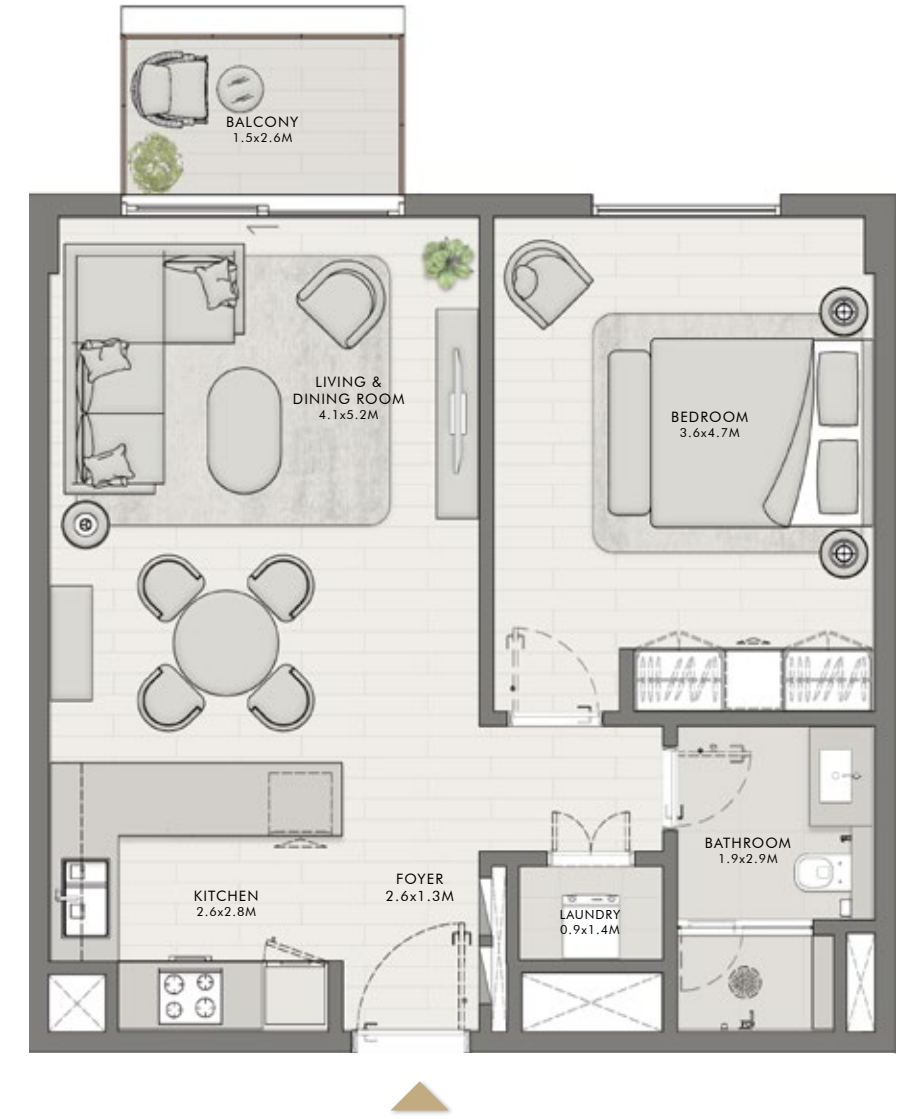 BALCONY
1.5x2.6M
LIVING &
DINING ROOM
4.1x5.2M
BEDROOM
3.6x4.7M
BATHROOM
1.9x2.9M
FOYER
2.6x1.3M
KITCHEN
2.6x2.8M
LAUNDRY
0.9x1.4M